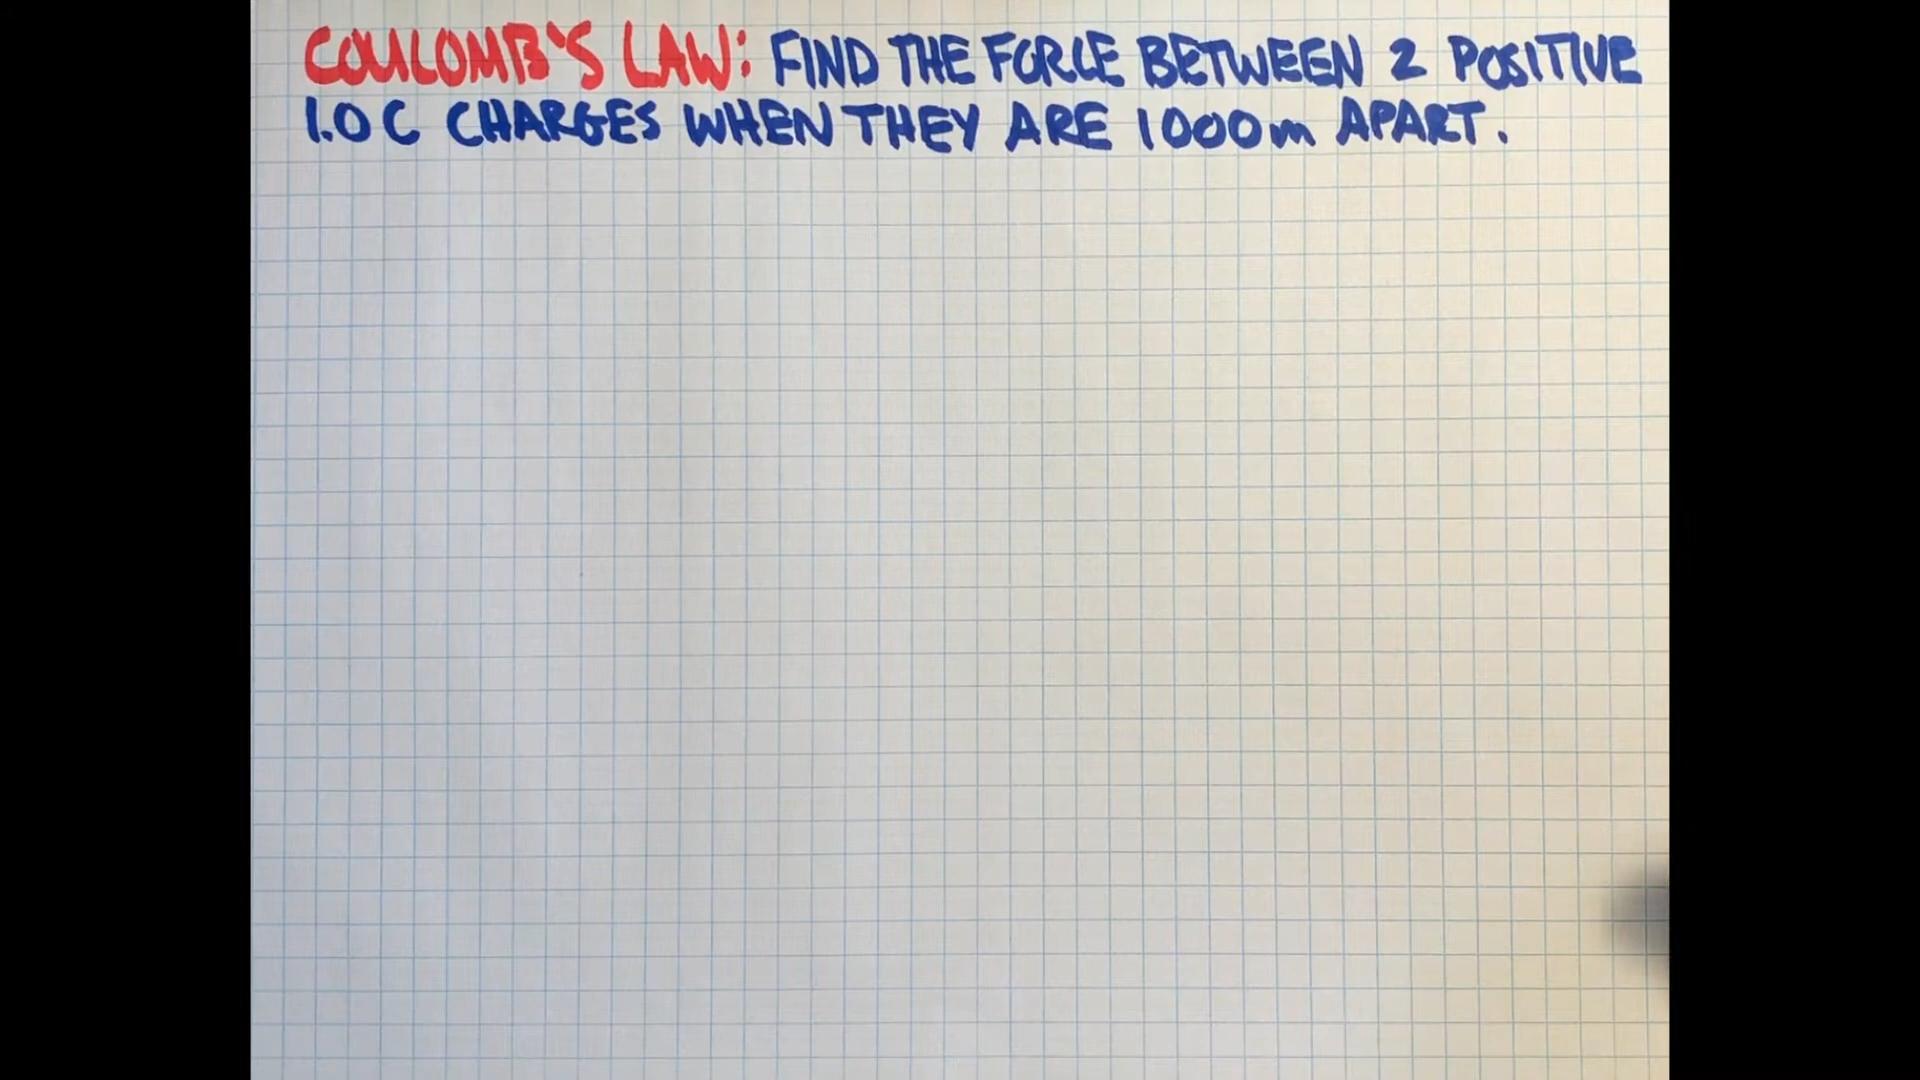 COULOMB'S LAW: FIND THE FORCE BETWEEN 2 POSITIVE
1.0 C CHARGES WHEN THEY ARE 1000m APART.